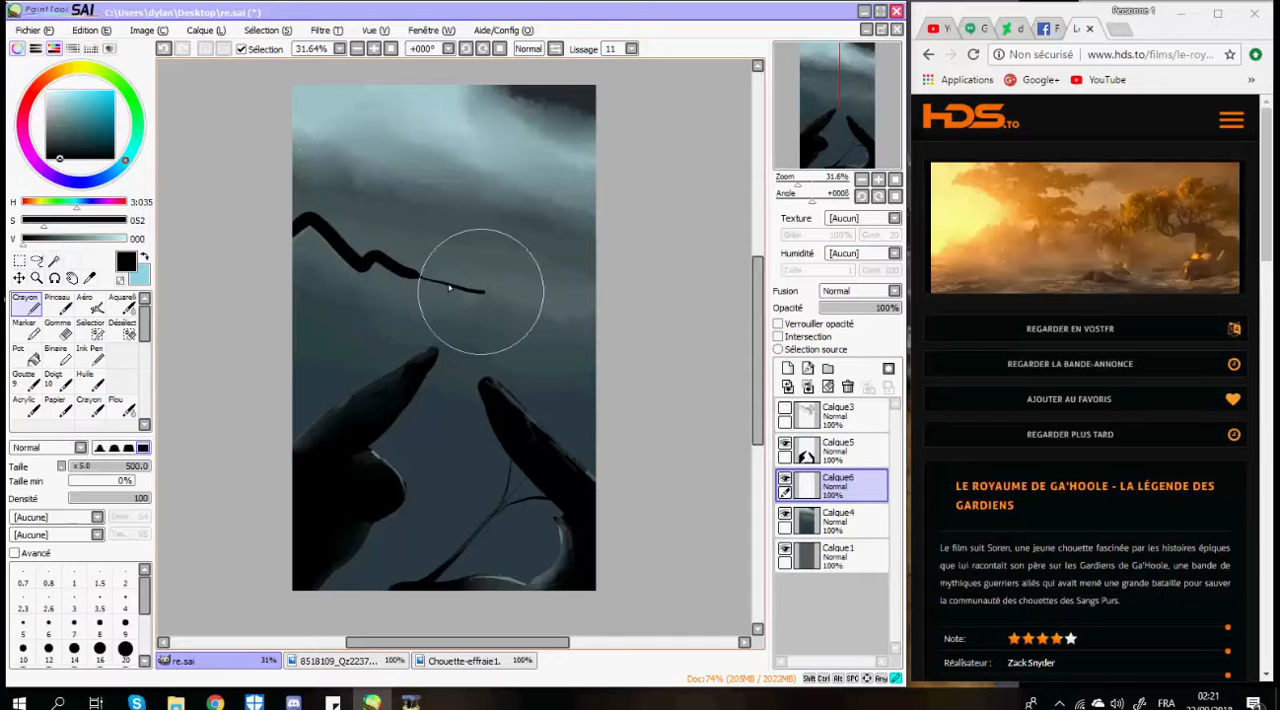 PaintTool SAI C:\Users\dylan\Desktop\re.sai (*)
Fichier (F) Edition (E) Image (C) Calque (L) Sélection (S) Filtre (T) Vue (V) Fenêtre (W) Aide/Config (O)
Sélection 31.64% +000° Normal Lissage 11
H 3:035
S 052
V 000
Crayon Pinceau Aéro Aquarell
Marker Gomme Sélection Désélect
Pot Binaire Ink Pen
Goutte Doigt Huile
9 10
Acrylic Papier Crayon Flou
Normal
Taille x 5.0 500.0
Taille min 0%
Densité 100
[Aucune]
[Aucune]
Avancé
0.7 0.8 1 1.5 2
2.3 2.6 3 3.5 4
5 6 7 8 9
10 12 14 16 20
Zoom 31.6%
Angle +000ß
Texture [Aucun]
Humidité [Aucun]
Fusion Normal
Opacité 100%
Verrouiller opacité
Intersection
Sélection source
Calque3
Normal
100%
Calque5
Normal
100%
Calque6
Normal
100%
Calque4
Normal
100%
Calque1
Normal
100%
re.sai 31% 8518109_Qz2237... 100% Chouette-effraie1. 100%
Doc:74% (205MB / 2022MB) Shft Ctrl Alt SPC Any
Personne 1
Y G d F L
Non sécurisé www.hds.to/films/le-roy...
Applications Google+ YouTube »
HDS.TO
REGARDER EN VOSTFR
REGARDER LA BANDE-ANNONCE
AJOUTER AU FAVORIS
REGARDER PLUS TARD
LE ROYAUME DE GA'HOOLE - LA LÉGENDE DES
GARDIENS
Le film suit Soren, une jeune chouette fascinée par les histoires épiques
que lui racontait son père sur les Gardiens de Ga'Hoole, une bande de
mythiques guerriers ailés qui avait mené une grande bataille pour sauver
la communauté des chouettes des Sangs Purs.
Note:
Réalisateur: Zack Snyder
FRA 02:21